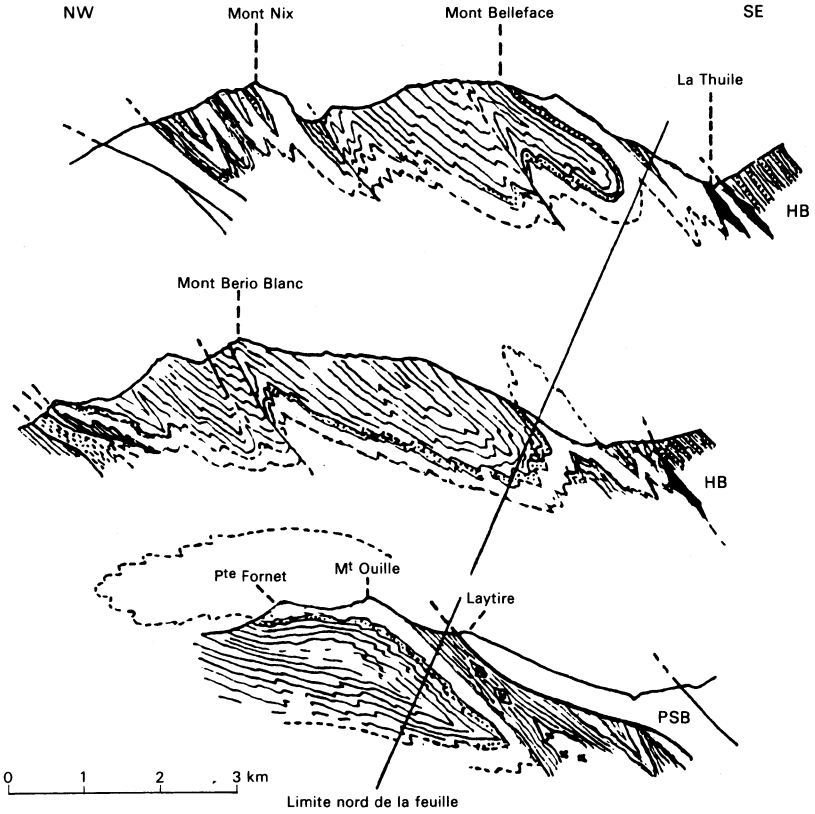 NW Mont Nix Mont Belleface SE
La Thuile
HB
Mont Berio Blanc
HB
Pte Fornet Mt Ouille Laytire
PSB
0 1 2 3 km
Limite nord de la feuille